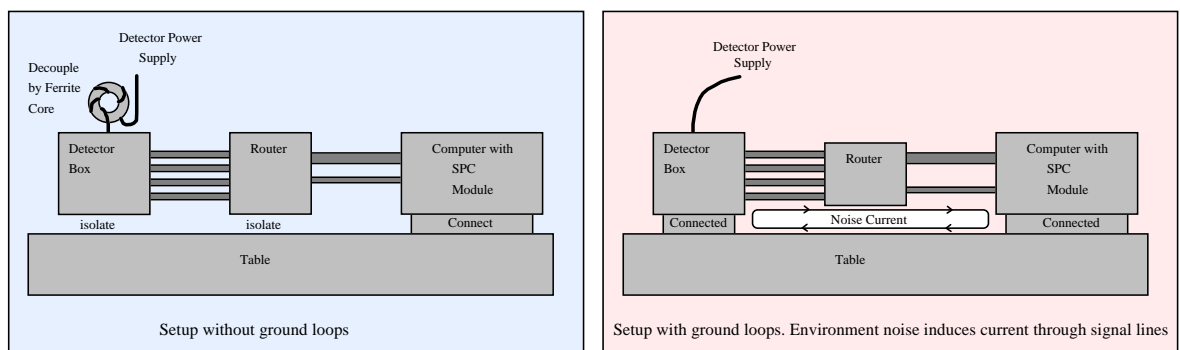 Detector Power
Supply
Decouple
by Ferrite
Core
Detector
Box
Router
Computer with
SPC
Module
isolate
isolate
Connect
Table
Setup without ground loops
Detector Power
Supply
Detector
Box
Router
Computer with
SPC
Module
Connected
Noise Current
Connected
Table
Setup with ground loops. Environment noise induces current through signal lines